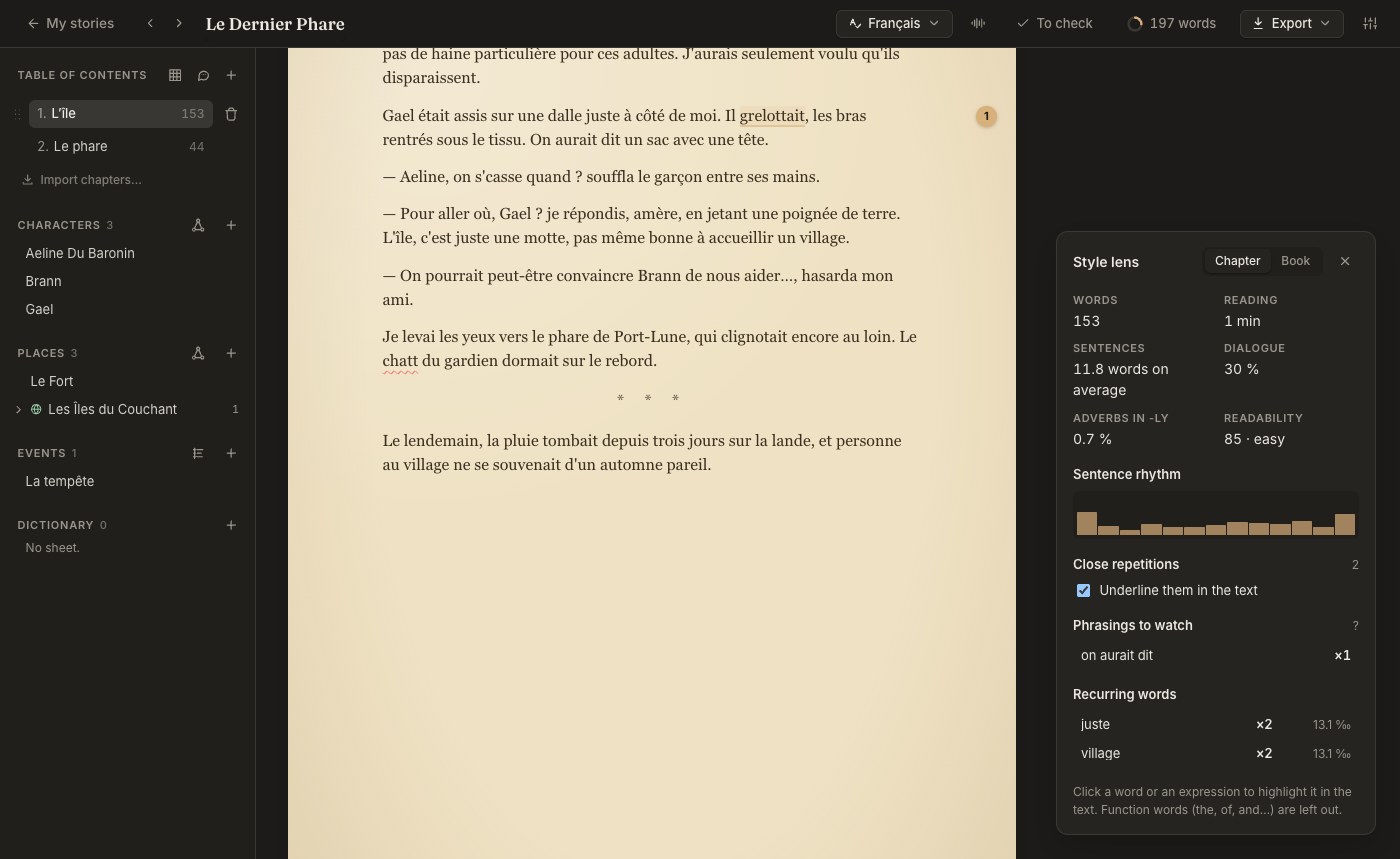 My stories
Le Dernier Phare
Français
To check
197 words
Export
TABLE OF CONTENTS
1. L'île 153
2. Le phare 44
Import chapters...
CHARACTERS 3
Aeline Du Baronin
Brann
Gael
PLACES 3
Le Fort
Les Îles du Couchant 1
EVENTS 1
La tempête
DICTIONARY 0
No sheet.
pas de haine particulière pour ces adultes. J'aurais seulement voulu qu'ils
disparaissent.
Gael était assis sur une dalle juste à côté de moi. Il grelottait, les bras
1
rentrés sous le tissu. On aurait dit un sac avec une tête.
— Aeline, on s'casse quand ? souffla le garçon entre ses mains.
— Pour aller où, Gael ? je répondis, amère, en jetant une poignée de terre.
L'île, c'est juste une motte, pas même bonne à accueillir un village.
— On pourrait peut-être convaincre Brann de nous aider..., hasarda mon
ami.
Je levai les yeux vers le phare de Port-Lune, qui clignotait encore au loin. Le
chatt du gardien dormait sur le rebord.
* * *
Le lendemain, la pluie tombait depuis trois jours sur la lande, et personne
au village ne se souvenait d'un automne pareil.
Style lens
Chapter Book
WORDS
153
READING
1 min
SENTENCES
11.8 words on
average
DIALOGUE
30 %
ADVERBS IN -LY
0.7 %
READABILITY
85 · easy
Sentence rhythm
Close repetitions 2
Underline them in the text
Phrasings to watch ?
on aurait dit ×1
Recurring words
juste ×2 13.1 ‰
village ×2 13.1 ‰
Click a word or an expression to highlight it in the
text. Function words (the, of, and...) are left out.